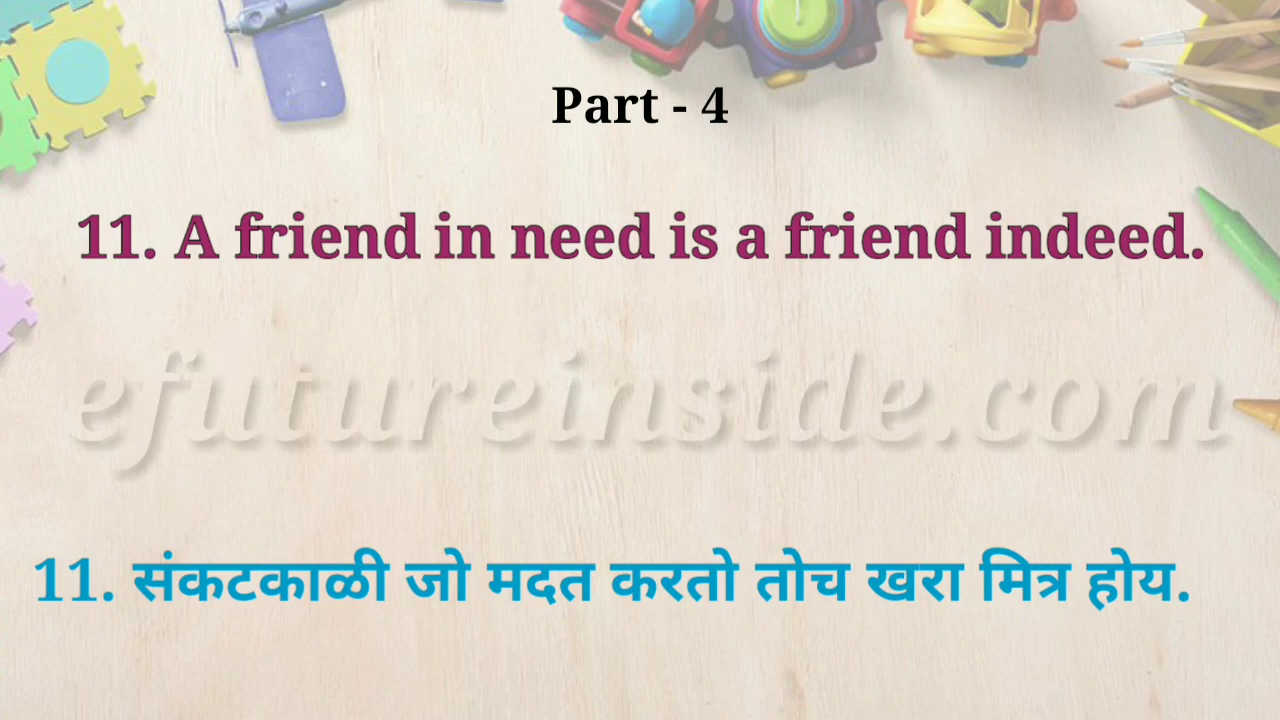 Part - 4
11. A friend in need is a friend indeed.
efutureinside.com
11. संकटकाळी जो मदत करतो तोच खरा मित्र होय.